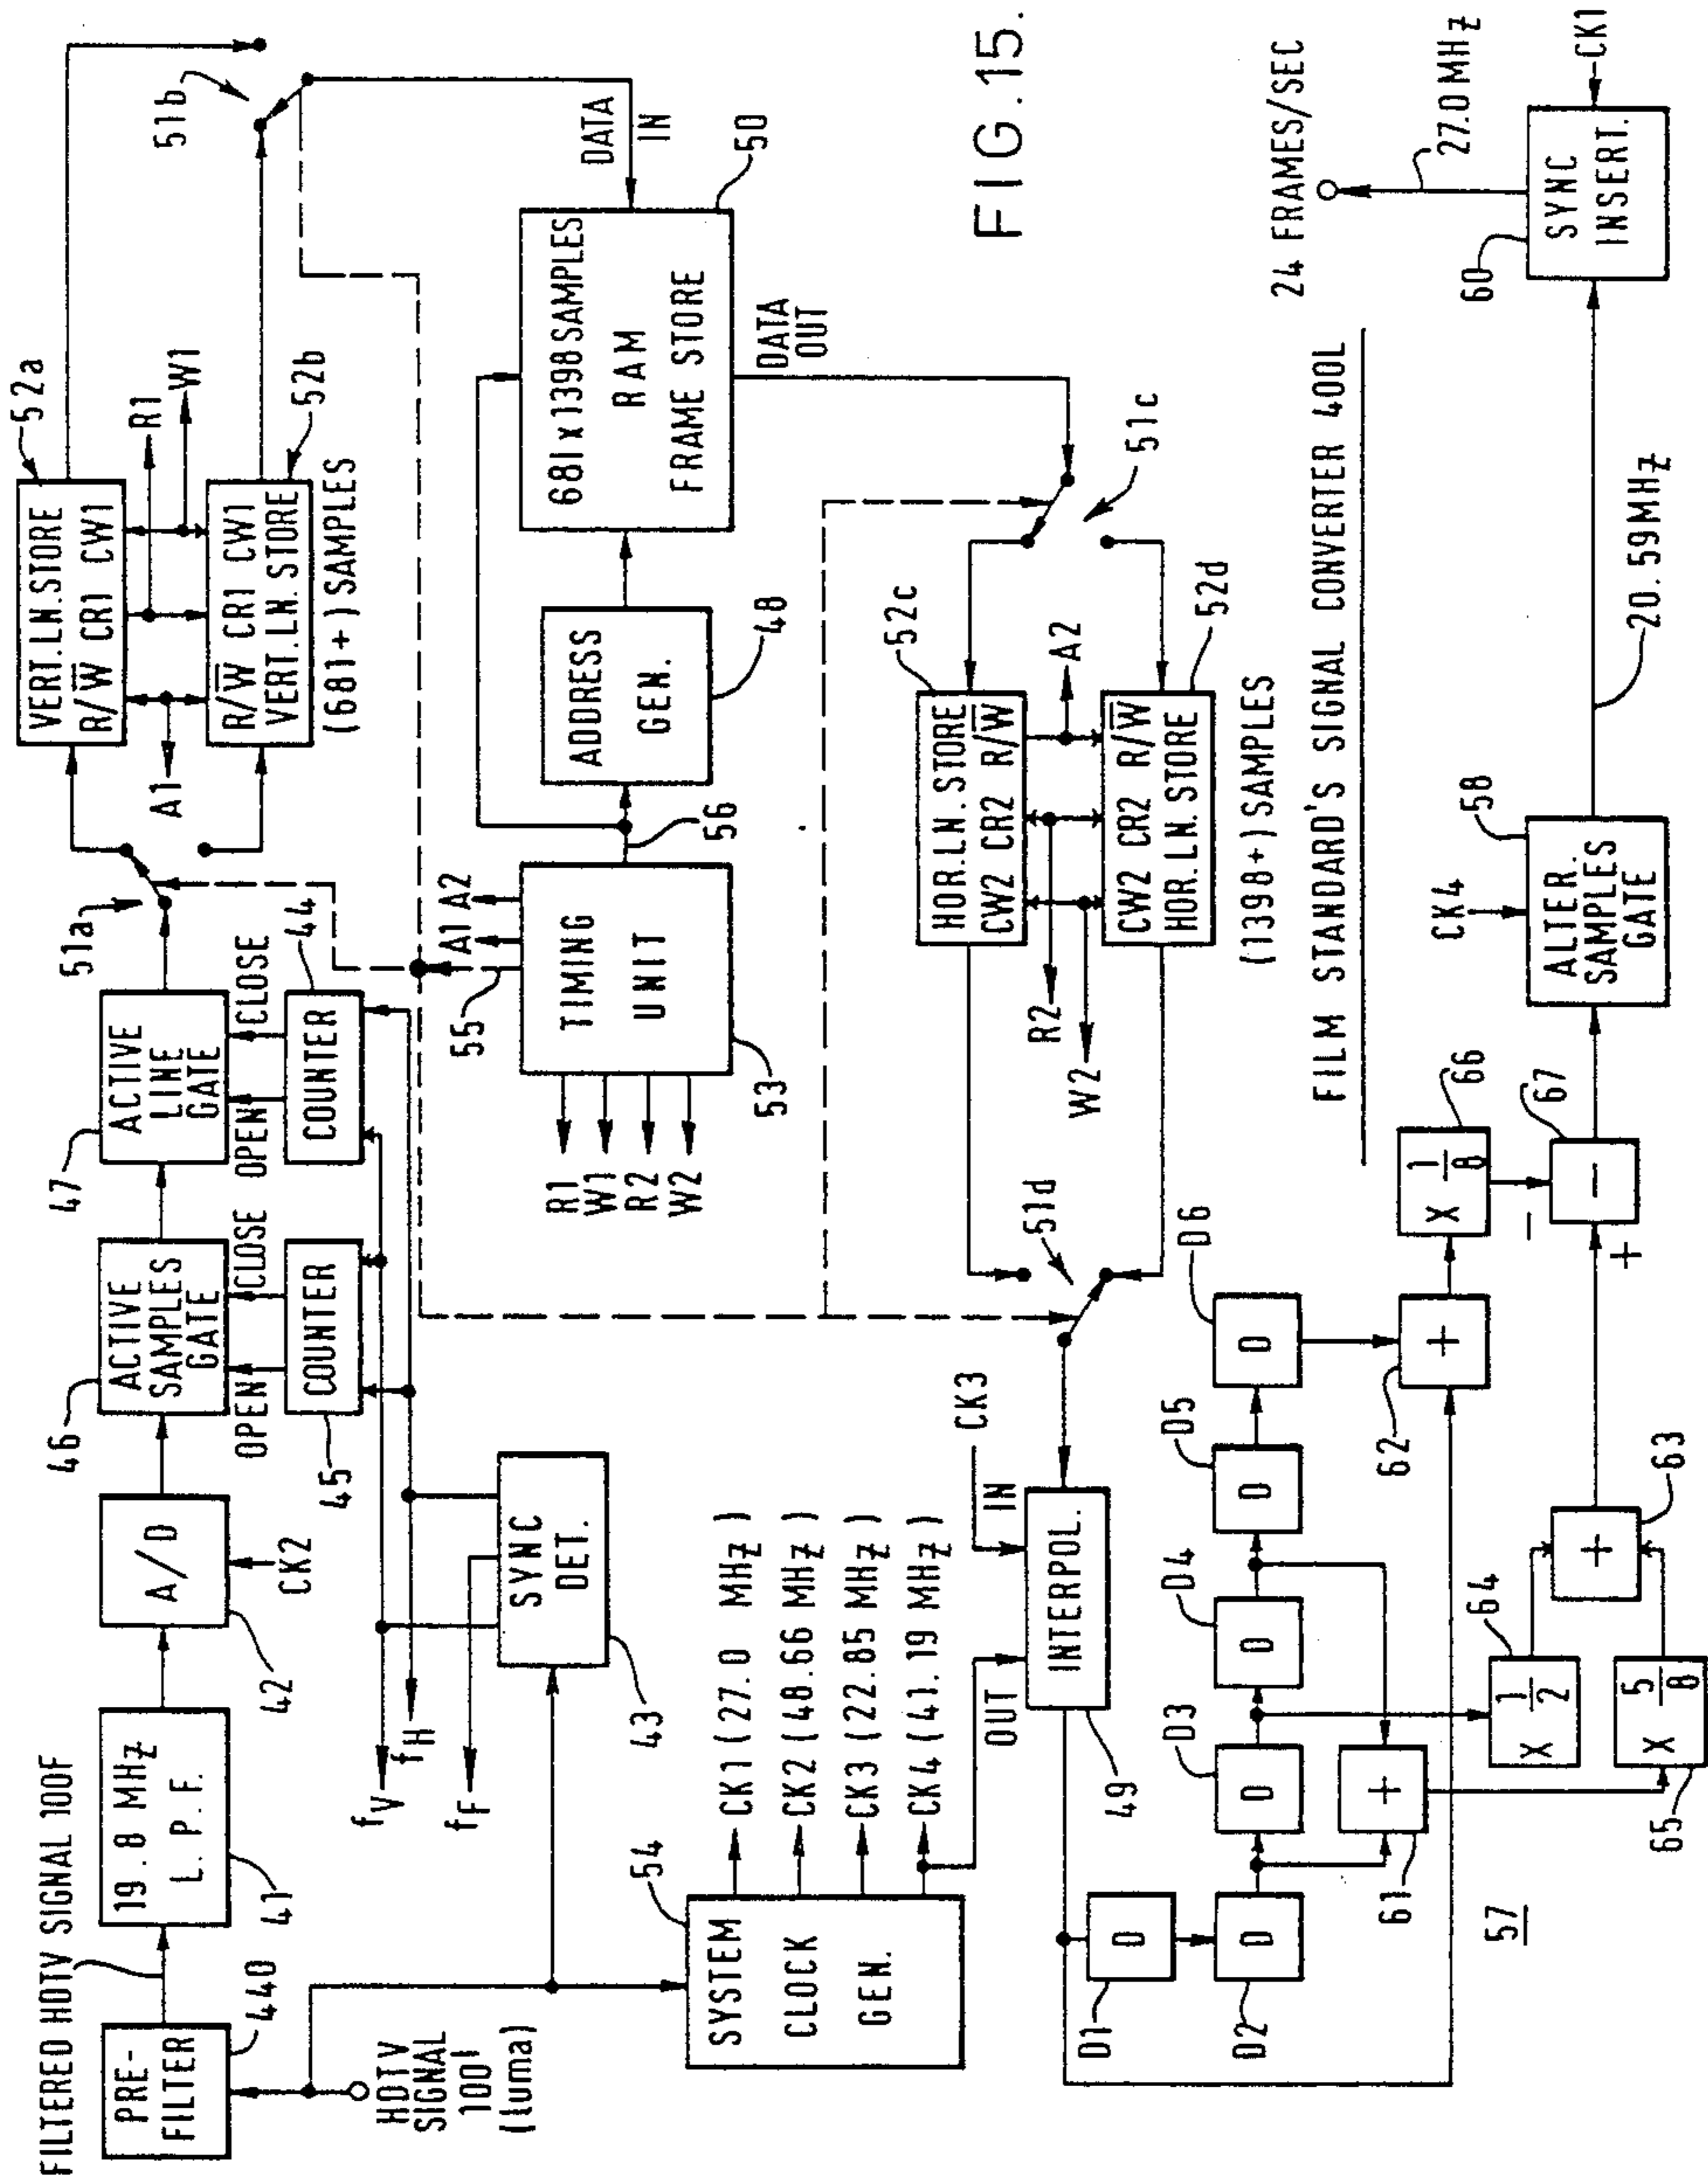 FILTERED HDTV SIGNAL 100F
PRE-
FILTER
440
19.8 MHz
L.P.F.
41
A/D
42
CK2
ACTIVE
SAMPLES
GATE
46
OPEN
CLOSE
COUNTER
45
ACTIVE
LINE
GATE
47
OPEN
CLOSE
COUNTER
44
51a
VERT.LN.STORE
R/W CR1 CW1
52a
A1
R1
W1
R/W CR1 CW1
VERT.LN.STORE
52b
(681+)SAMPLES
51b
HDTV
SIGNAL
100'
(luma)
fV
fH
fF
SYNC
DET.
43
55
A1
A2
TIMING
UNIT
53
R1
W1
R2
W2
56
ADDRESS
GEN.
48
681x1398SAMPLES
RAM
FRAME STORE
50
DATA
IN
DATA
OUT
SYSTEM
CLOCK
GEN.
54
CK1 (27.0 MHz)
CK2 (48.66 MHz)
CK3 (22.85 MHz)
CK4 (41.19 MHz)
CK3
IN
OUT
INTERPOL.
49
51d
HOR.LN.STORE
CW2 CR2 R/W
52c
R2
W2
A2
CW2 CR2 R/W
HOR.LN.STORE
52d
(1398+)SAMPLES
51c
FIG.15.
D
D1
D
D2
D
D3
D
D4
D
D5
D
D6
+
61
+
62
X 1/8
66
FILM STANDARD'S SIGNAL CONVERTER 400L
24 FRAMES/SEC
57
X 1/2
64
X 5/8
65
+
63
-
+
-
67
CK4
ALTER.
SAMPLES
GATE
58
20.59MHz
SYNC
INSERT.
60
27.0MHz
CK1